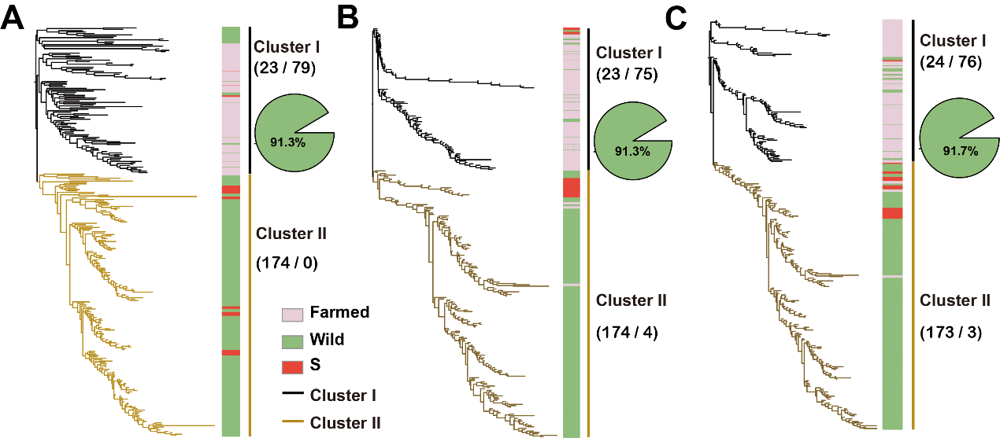 A
Cluster I
(23 / 79)
91.3%
Cluster II
(174 / 0)
Farmed
Wild
S
Cluster I
Cluster II
B
Cluster I
(23 / 75)
91.3%
Cluster II
(174 / 4)
C
Cluster I
(24 / 76)
91.7%
Cluster II
(173 / 3)